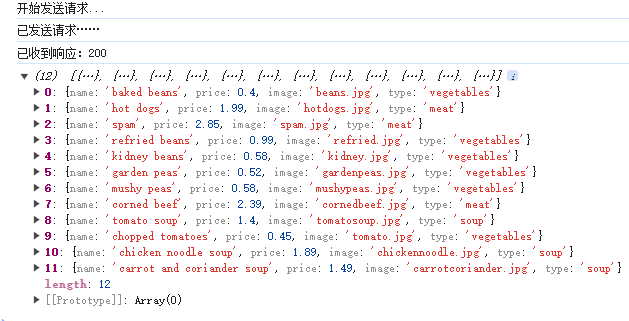 开始发送请求...
已发送请求……
已收到响应：200
(12) [{…}, {…}, {…}, {…}, {…}, {…}, {…}, {…}, {…}, {…}, {…}, {…}] i
0: {name: 'baked beans', price: 0.4, image: 'beans.jpg', type: 'vegetables'}
1: {name: 'hot dogs', price: 1.99, image: 'hotdogs.jpg', type: 'meat'}
2: {name: 'spam', price: 2.85, image: 'spam.jpg', type: 'meat'}
3: {name: 'refried beans', price: 0.99, image: 'refried.jpg', type: 'vegetables'}
4: {name: 'kidney beans', price: 0.58, image: 'kidney.jpg', type: 'vegetables'}
5: {name: 'garden peas', price: 0.52, image: 'gardenpeas.jpg', type: 'vegetables'}
6: {name: 'mushy peas', price: 0.58, image: 'mushypeas.jpg', type: 'vegetables'}
7: {name: 'corned beef', price: 2.39, image: 'cornedbeef.jpg', type: 'meat'}
8: {name: 'tomato soup', price: 1.4, image: 'tomatosoup.jpg', type: 'soup'}
9: {name: 'chopped tomatoes', price: 0.45, image: 'tomato.jpg', type: 'vegetables'}
10: {name: 'chicken noodle soup', price: 1.89, image: 'chickennoodle.jpg', type: 'soup'}
11: {name: 'carrot and coriander soup', price: 1.49, image: 'carrotcoriander.jpg', type: 'soup'}
length: 12
[[Prototype]]: Array(0)